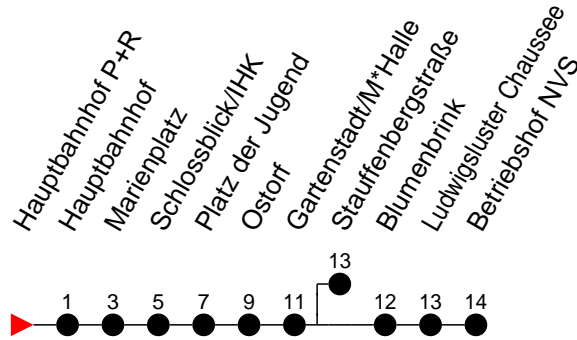 Hauptbahnhof P+R
Hauptbahnhof
Marienplatz
Schlossblick/IHK
Platz der Jugend
Ostorf
Gartenstadt/M*Halle
Stauffenbergstraße
Blumenbrink
Ludwigsluster Chaussee
Betriebshof NVS
13
1 3 5 7 9 11 12 13 14